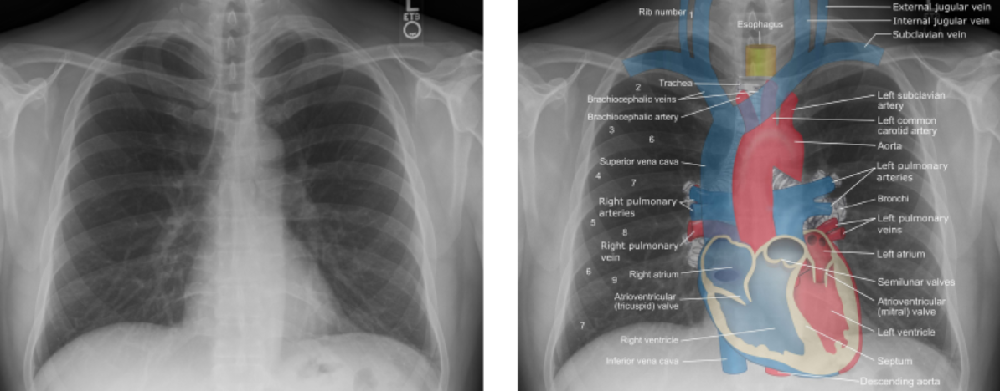 L
ETS
Rib number 1
Esophagus
External jugular vein
Internal jugular vein
Subclavian vein
2
Trachea
Brachiocephalic veins
Brachiocephalic artery
3
6
Superior vena cava
4
7
Right pulmonary
arteries
5
8
Right pulmonary
vein
6
Right atrium
9
Atrioventricular
(tricuspid) valve
7
Right ventricle
Inferior vena cava
Left subclavian
artery
Left common
carotid artery
Aorta
Left pulmonary
arteries
Bronchi
Left pulmonary
veins
Left atrium
Semilunar valves
Atrioventricular
(mitral) valve
Left ventricle
Septum
Descending aorta